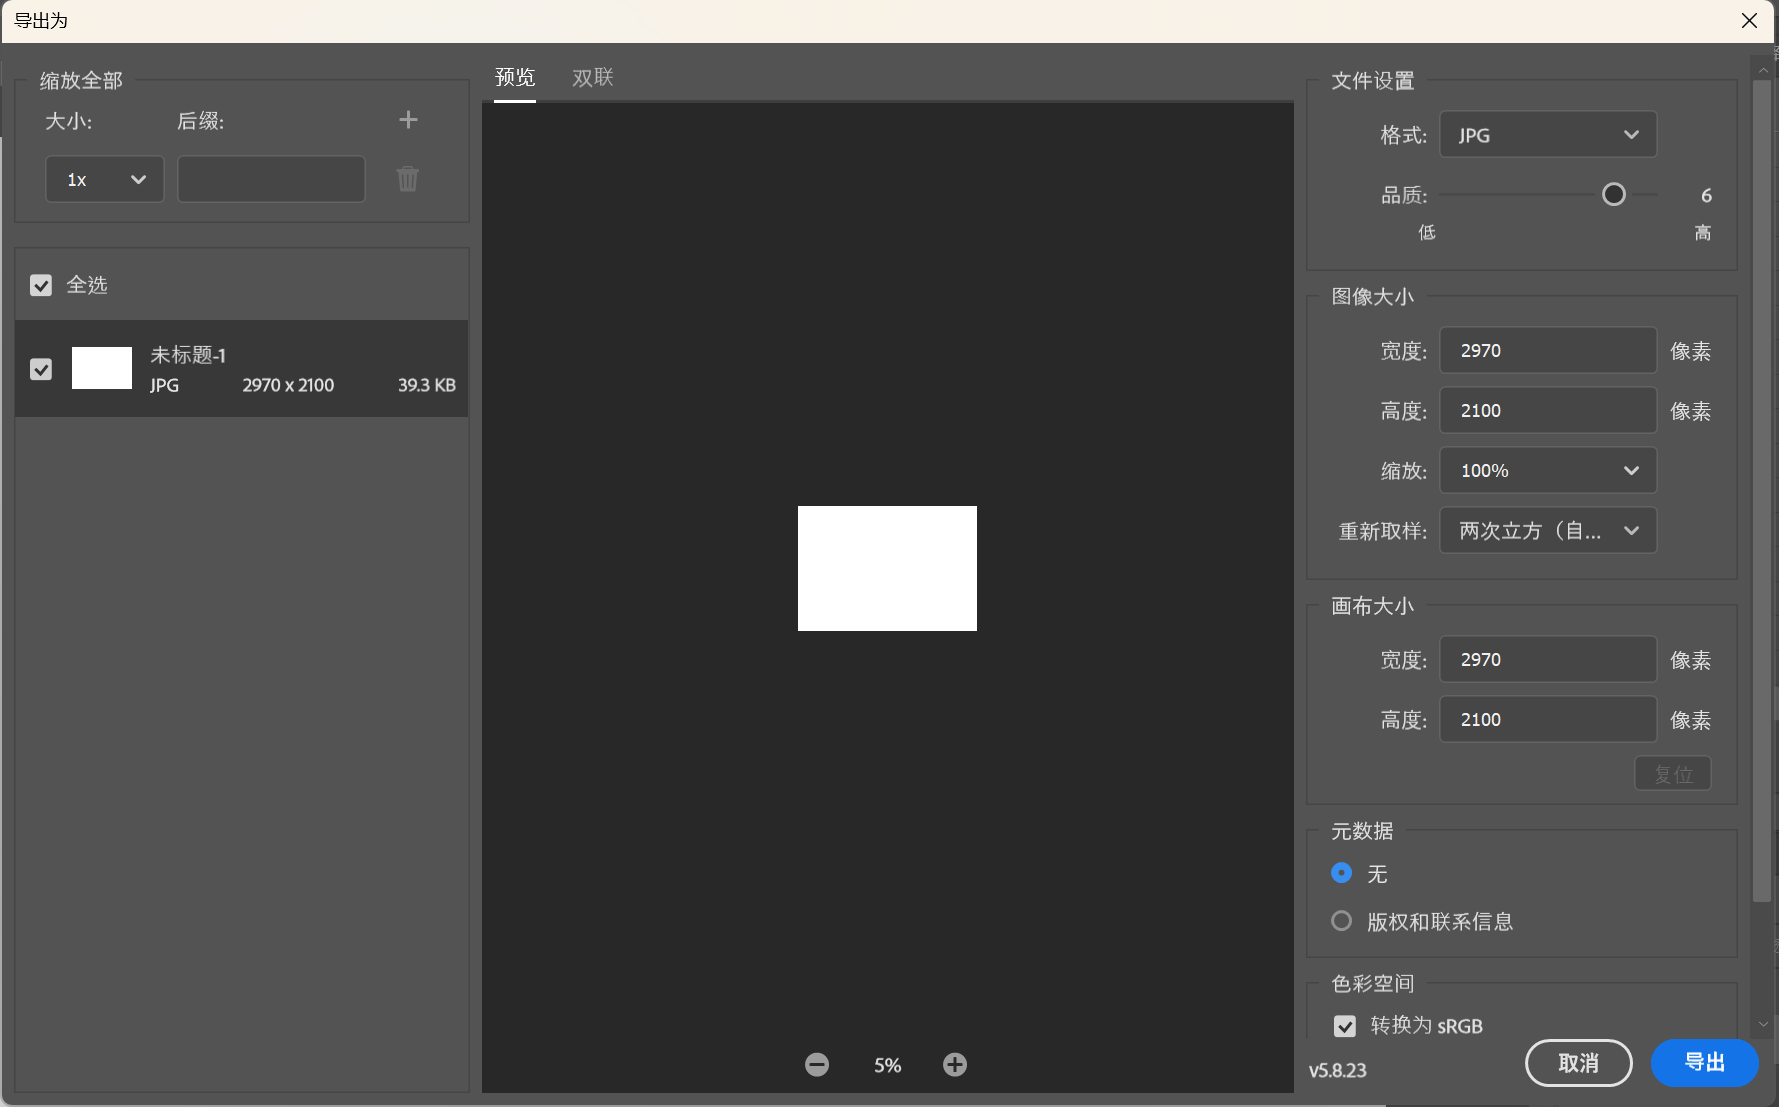 导出为
缩放全部
大小: 后缀:
1x
全选
未标题-1
JPG 2970 x 2100 39.3 KB
预览 双联
5%
文件设置
格式: JPG
品质: 6
低 高
图像大小
宽度: 2970 像素
高度: 2100 像素
缩放: 100%
重新取样: 两次立方（自...
画布大小
宽度: 2970 像素
高度: 2100 像素
复位
元数据
无
版权和联系信息
色彩空间
转换为 sRGB
v5.8.23 取消 导出